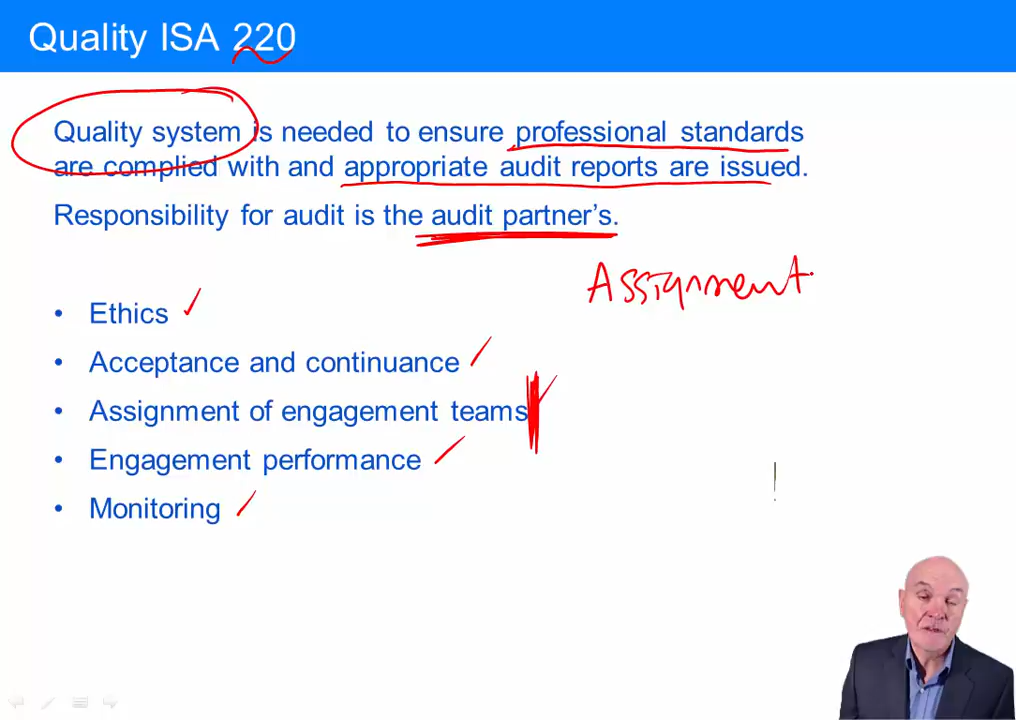 Quality ISA 220
Quality system is needed to ensure professional standards
are complied with and appropriate audit reports are issued.
Responsibility for audit is the audit partner's.
Assignment
• Ethics
• Acceptance and continuance
• Assignment of engagement teams
• Engagement performance
• Monitoring